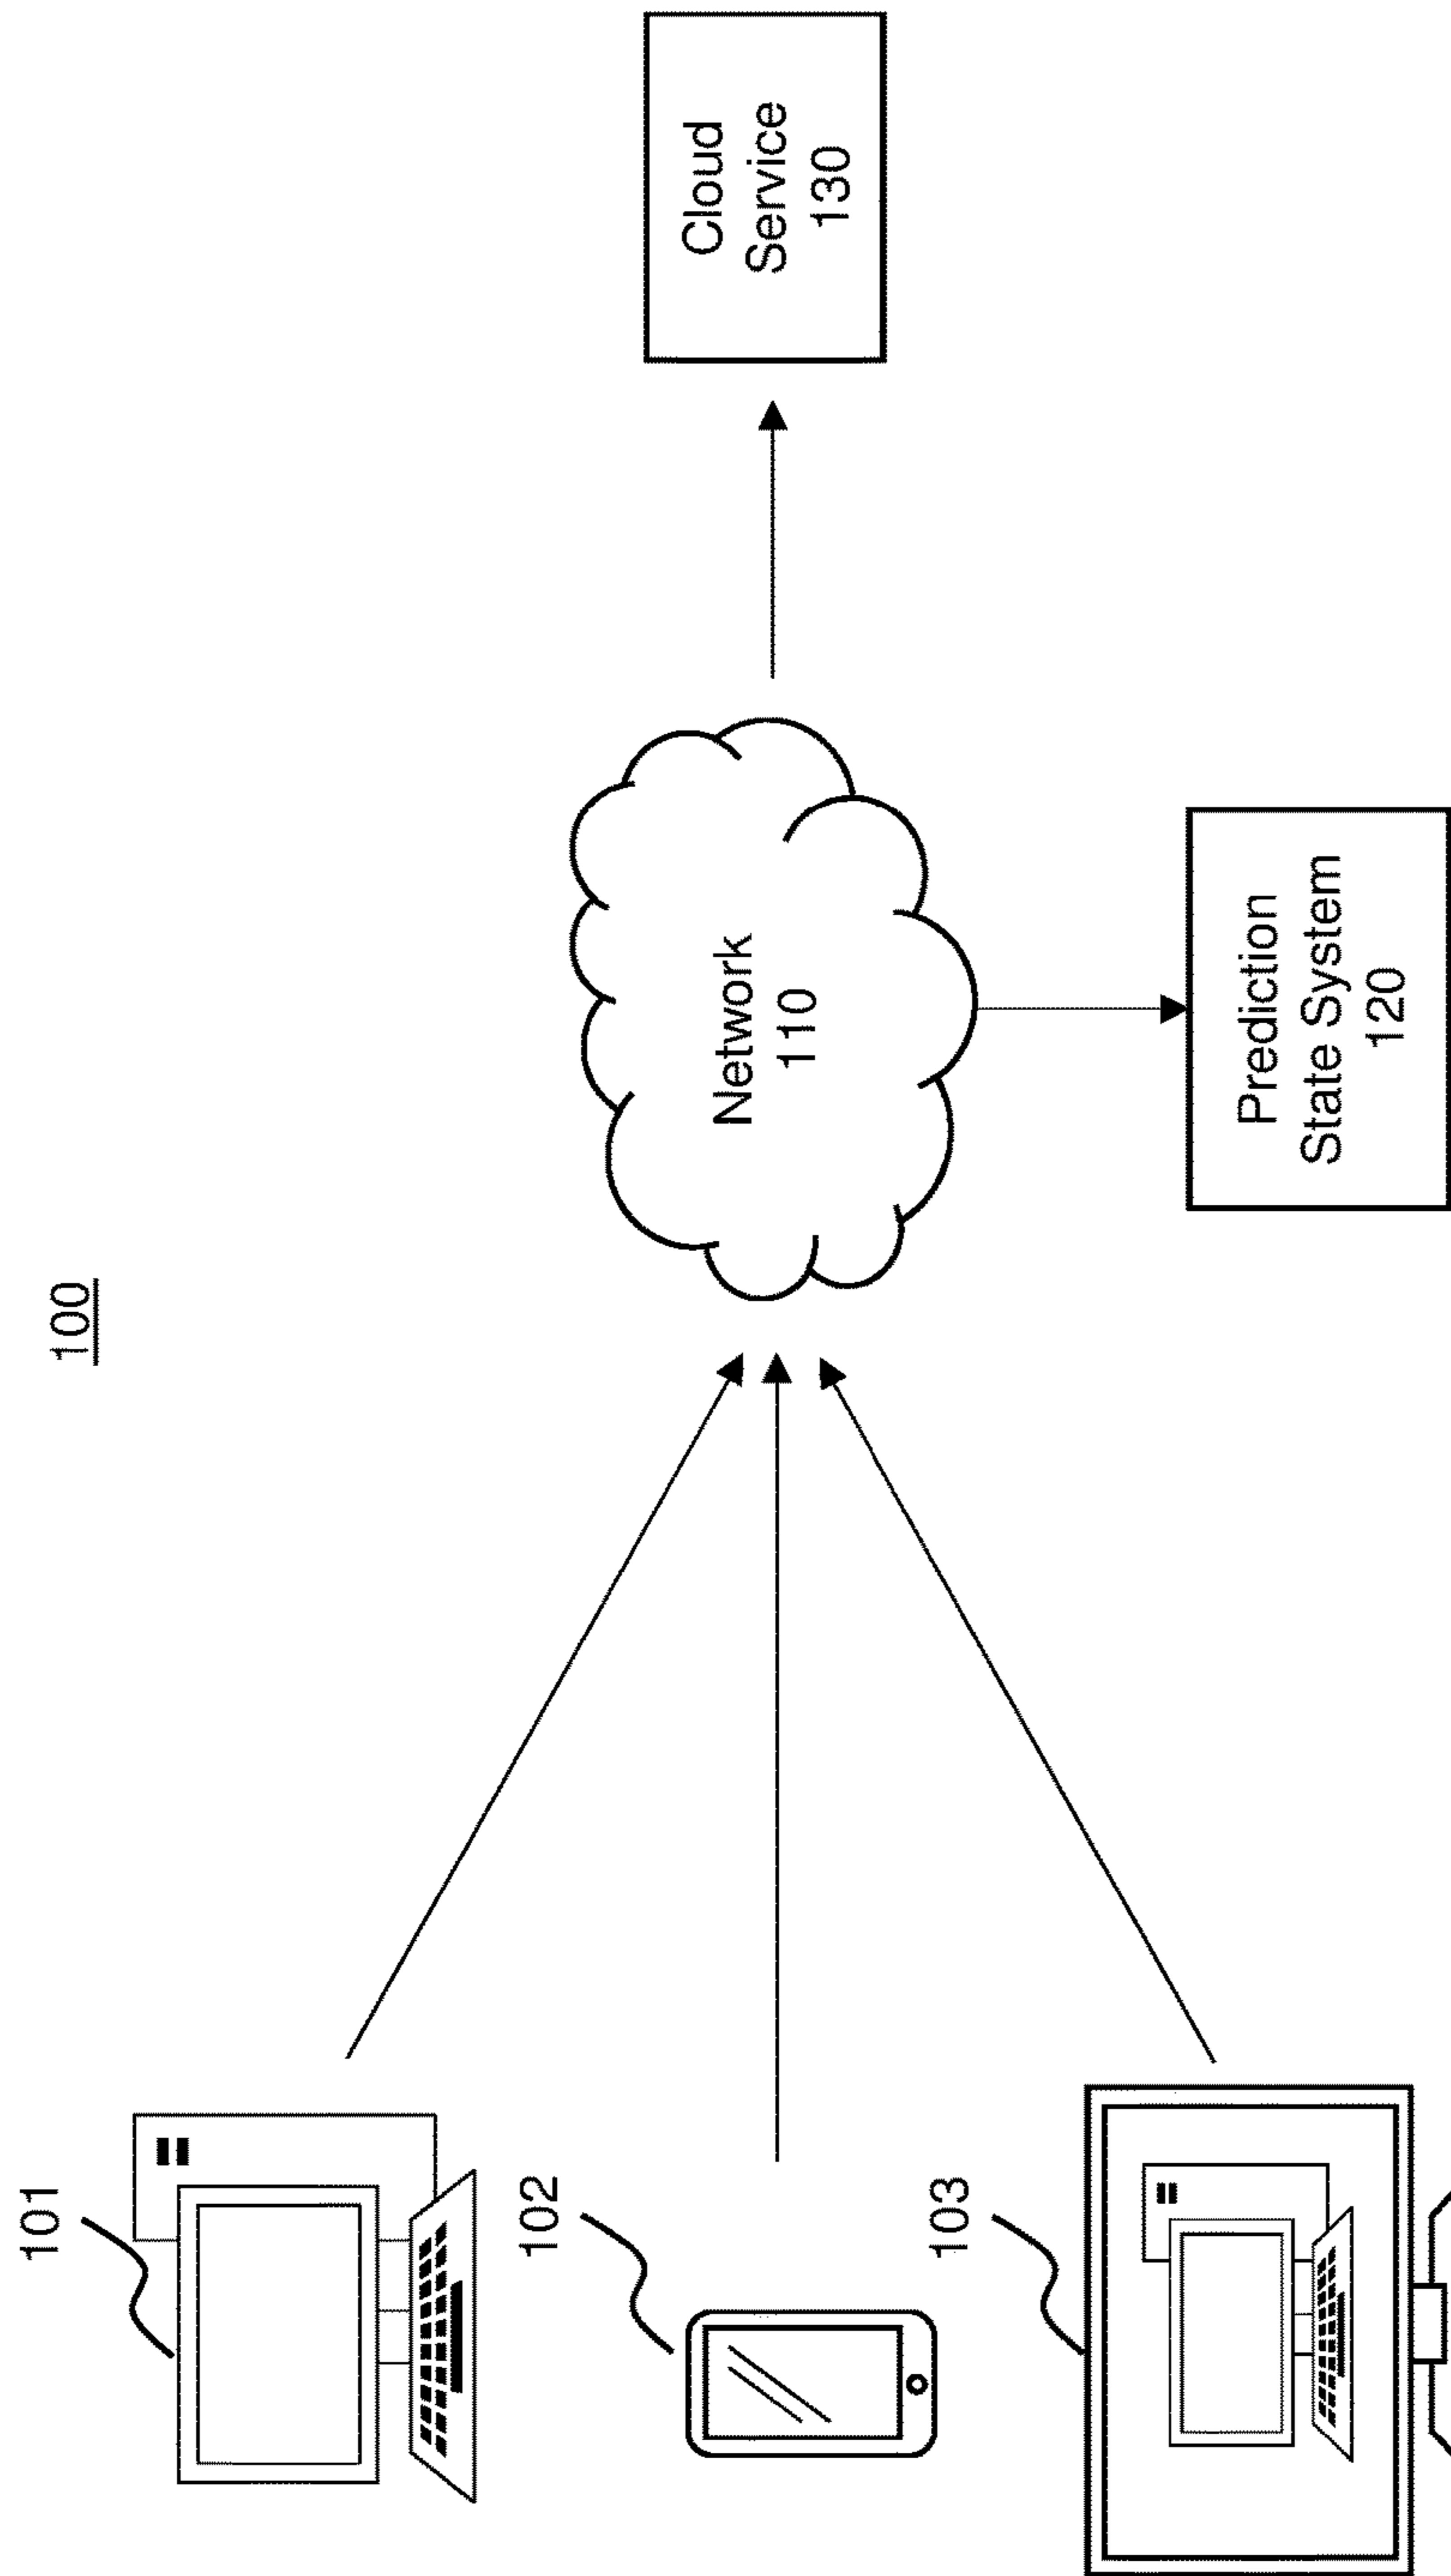 100
101
102
103
Network
110
Cloud
Service
130
Prediction
State System
120